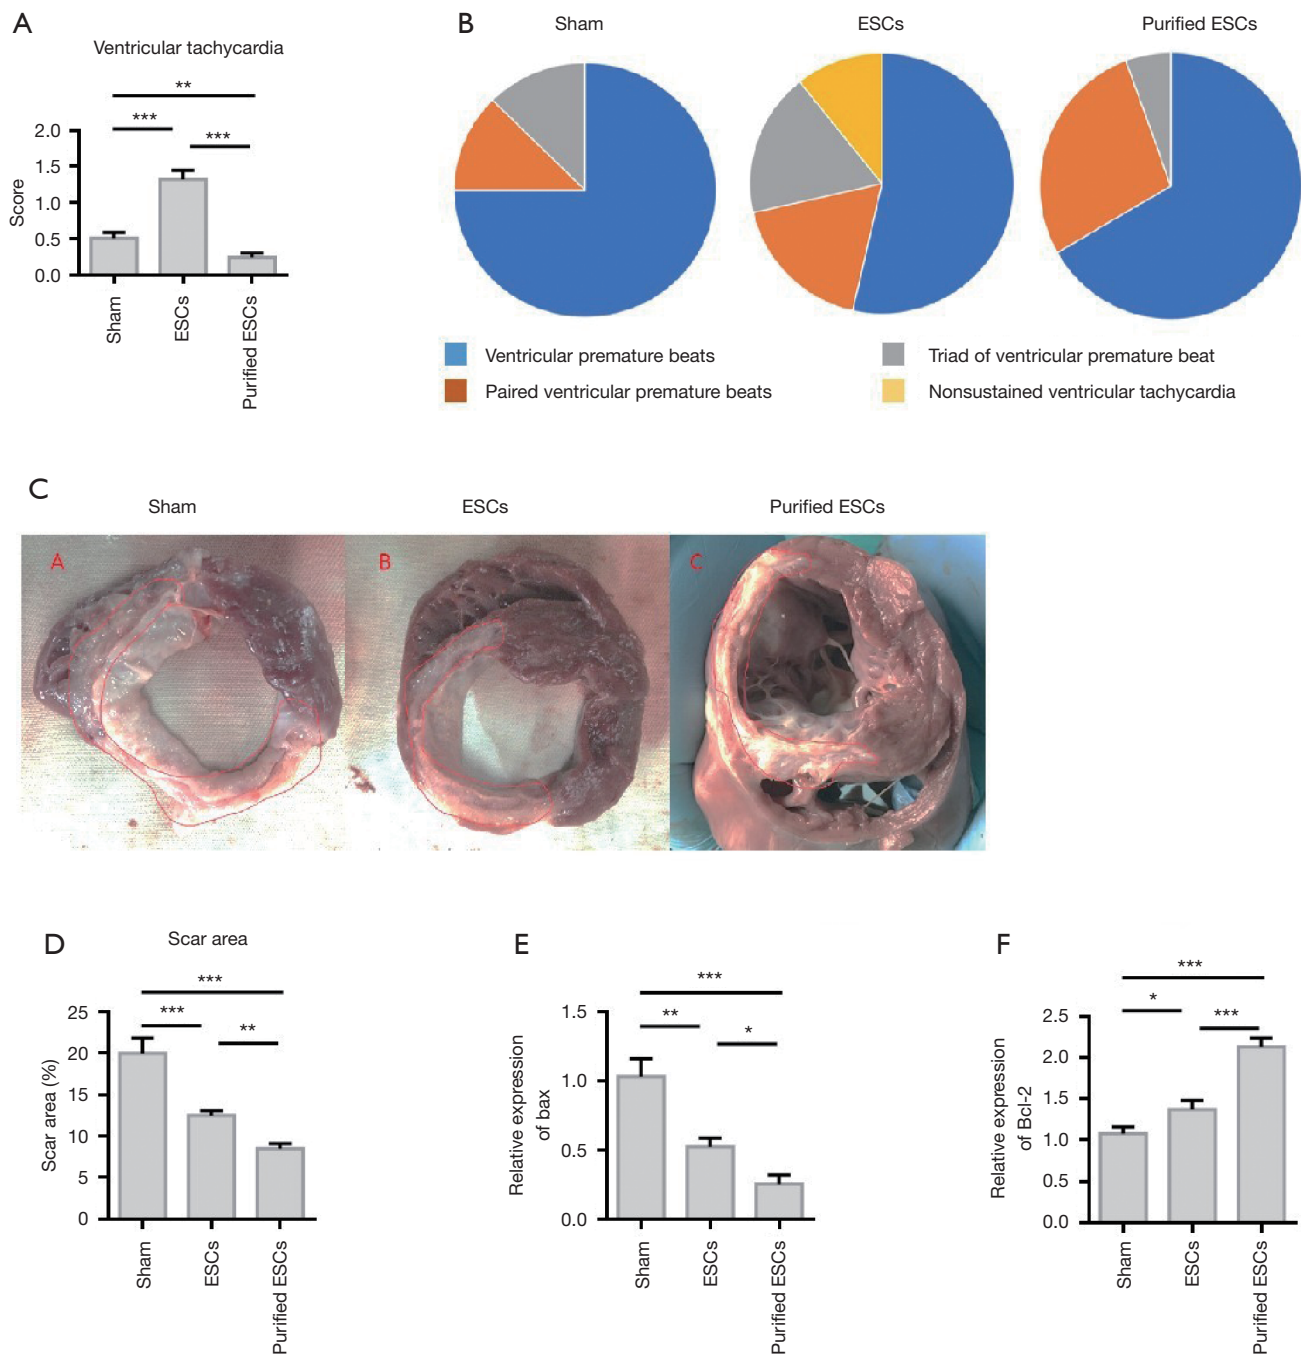 A
Ventricular tachycardia
**
***
***
2.0
1.5
1.0
0.5
0.0
Score
Sham
ESCs
Purified ESCs
B
Sham
ESCs
Purified ESCs
Ventricular premature beats
Paired ventricular premature beats
Triad of ventricular premature beat
Nonsustained ventricular tachycardia
C
Sham
ESCs
Purified ESCs
A
B
C
D
Scar area
***
***
**
25
20
15
10
5
0
Scar area (%)
Sham
ESCs
Purified ESCs
E
***
**
*
1.5
1.0
0.5
0.0
Relative expression
of bax
Sham
ESCs
Purified ESCs
F
***
*
***
2.5
2.0
1.5
1.0
0.5
0.0
Relative expression
of Bcl-2
Sham
ESCs
Purified ESCs